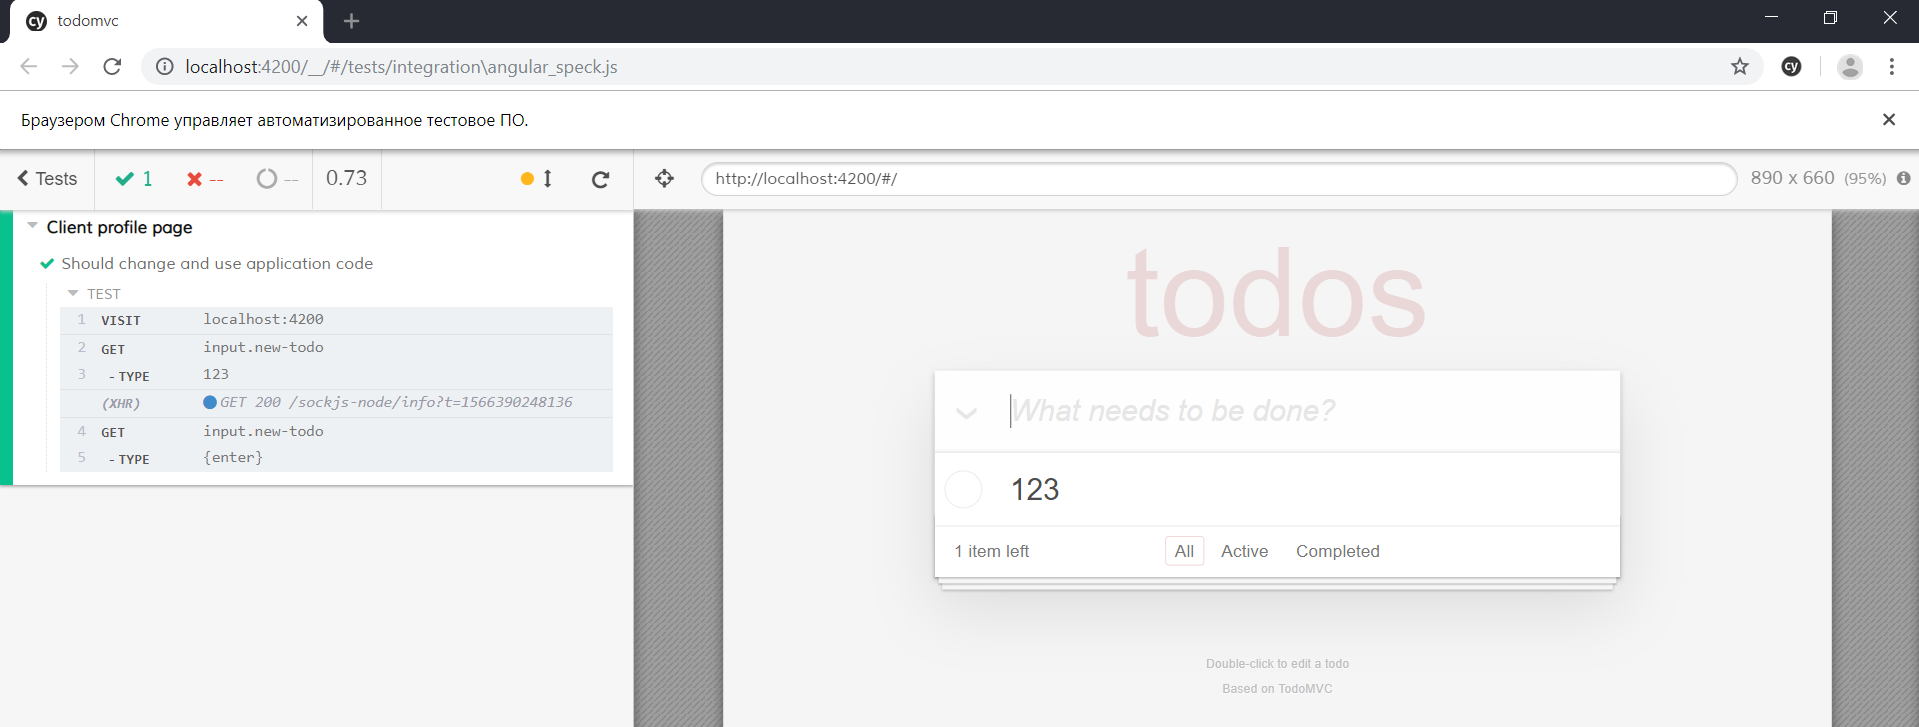 cy todomvc
localhost:4200/__/#/tests/integration\angular_speck.js cy
Браузером Chrome управляет автоматизированное тестовое ПО.
Tests 1 -- -- 0.73 http://localhost:4200/#/ 890 x 660 (95%)
Client profile page
Should change and use application code
TEST
1 VISIT localhost:4200
2 GET input.new-todo
3 - TYPE 123
(XHR) GET 200 /sockjs-node/info?t=1566390248136
4 GET input.new-todo
5 - TYPE {enter}
todos
What needs to be done?
123
1 item left All Active Completed
Double-click to edit a todo
Based on TodoMVC